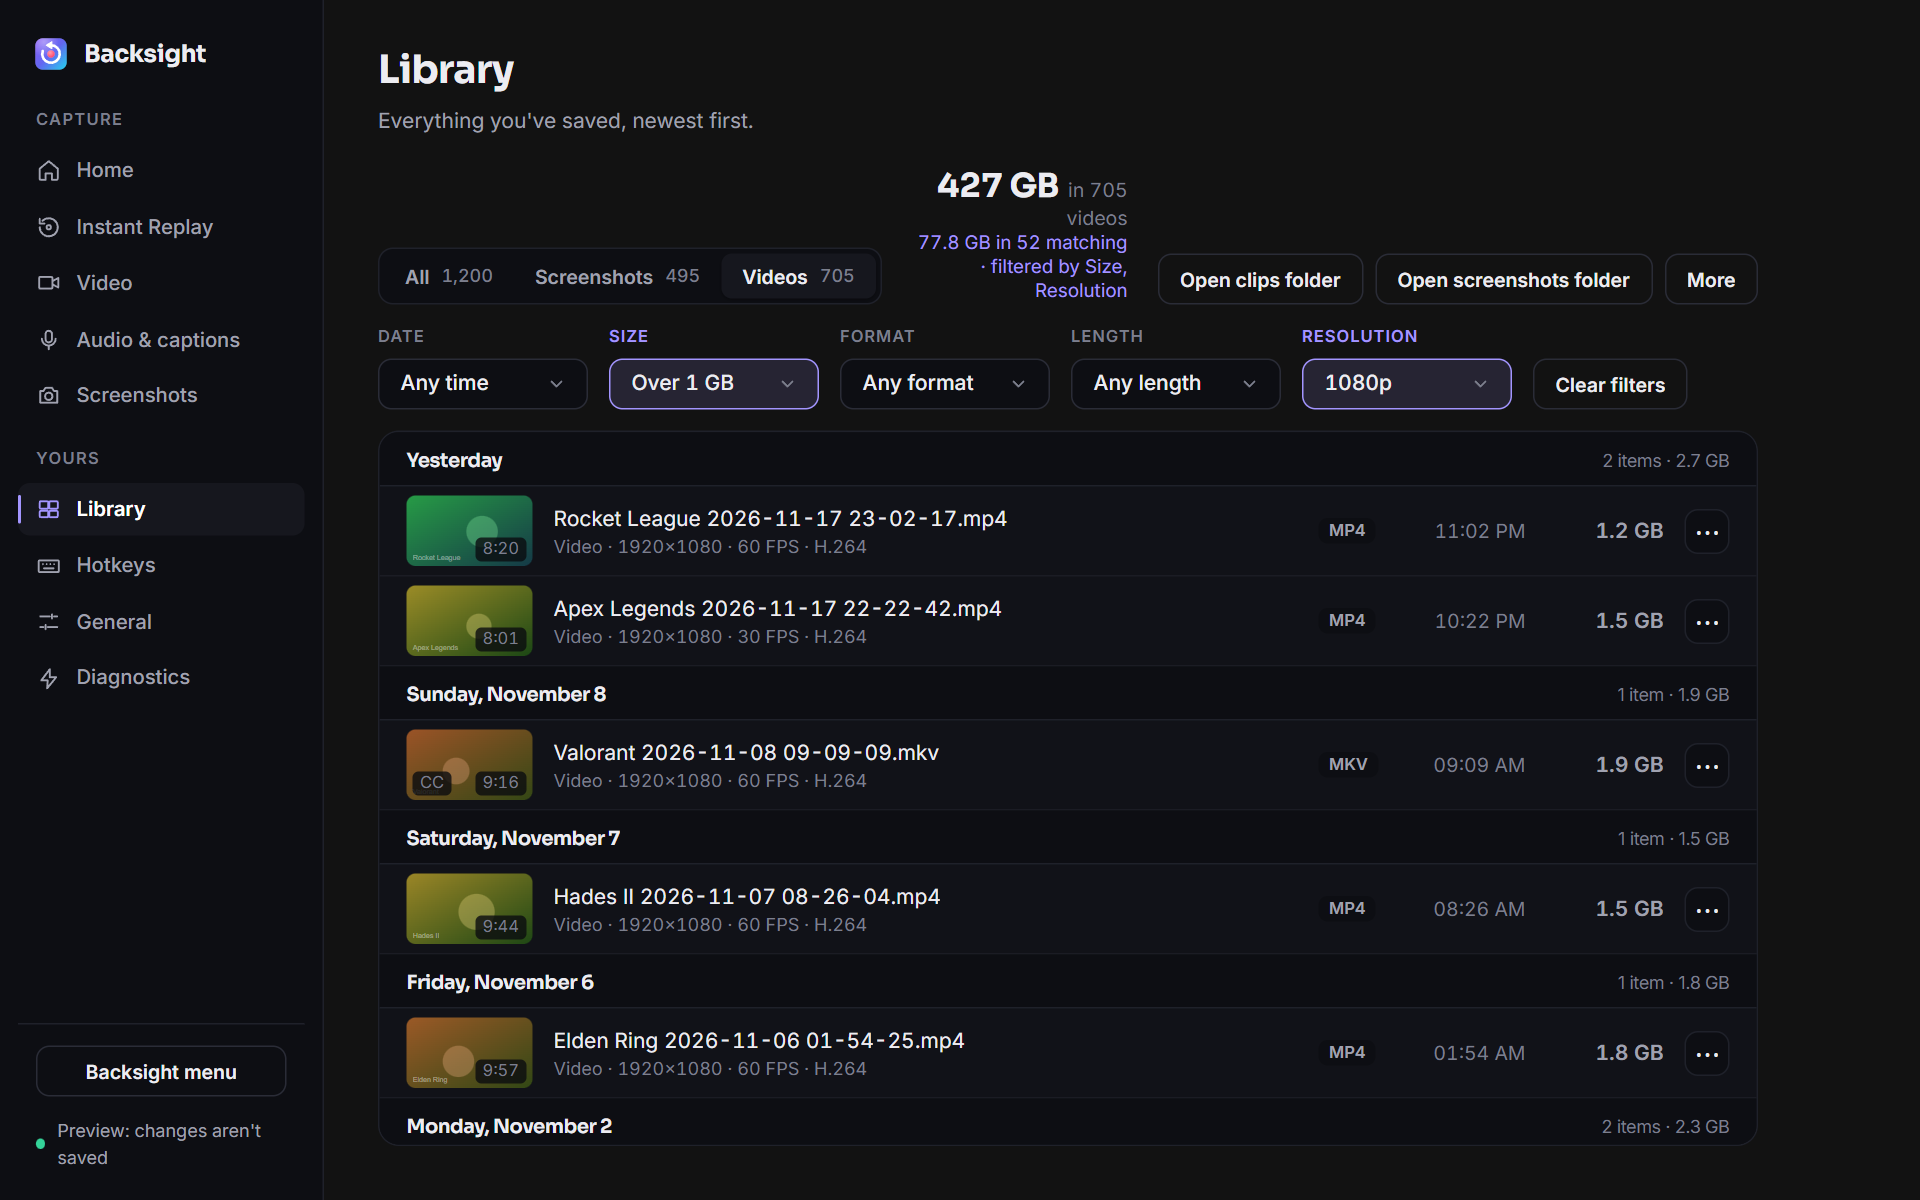 Backsight
CAPTURE
Home
Instant Replay
Video
Audio & captions
Screenshots
YOURS
Library
Hotkeys
General
Diagnostics
Backsight menu
Preview: changes aren't
saved
Library
Everything you've saved, newest first.
All 1,200 Screenshots 495 Videos 705
427 GB in 705
videos
77.8 GB in 52 matching
· filtered by Size,
Resolution
Open clips folder Open screenshots folder More
DATE SIZE FORMAT LENGTH RESOLUTION
Any time Over 1 GB Any format Any length 1080p Clear filters
Yesterday 2 items · 2.7 GB
Rocket League 8:20
Rocket League 2026-11-17 23-02-17.mp4 MP4 11:02 PM 1.2 GB
Video · 1920×1080 · 60 FPS · H.264
Apex Legends 8:01
Apex Legends 2026-11-17 22-22-42.mp4 MP4 10:22 PM 1.5 GB
Video · 1920×1080 · 30 FPS · H.264
Sunday, November 8 1 item · 1.9 GB
CC 9:16
Valorant 2026-11-08 09-09-09.mkv MKV 09:09 AM 1.9 GB
Video · 1920×1080 · 60 FPS · H.264
Saturday, November 7 1 item · 1.5 GB
Hades II 9:44
Hades II 2026-11-07 08-26-04.mp4 MP4 08:26 AM 1.5 GB
Video · 1920×1080 · 60 FPS · H.264
Friday, November 6 1 item · 1.8 GB
Elden Ring 9:57
Elden Ring 2026-11-06 01-54-25.mp4 MP4 01:54 AM 1.8 GB
Video · 1920×1080 · 60 FPS · H.264
Monday, November 2 2 items · 2.3 GB